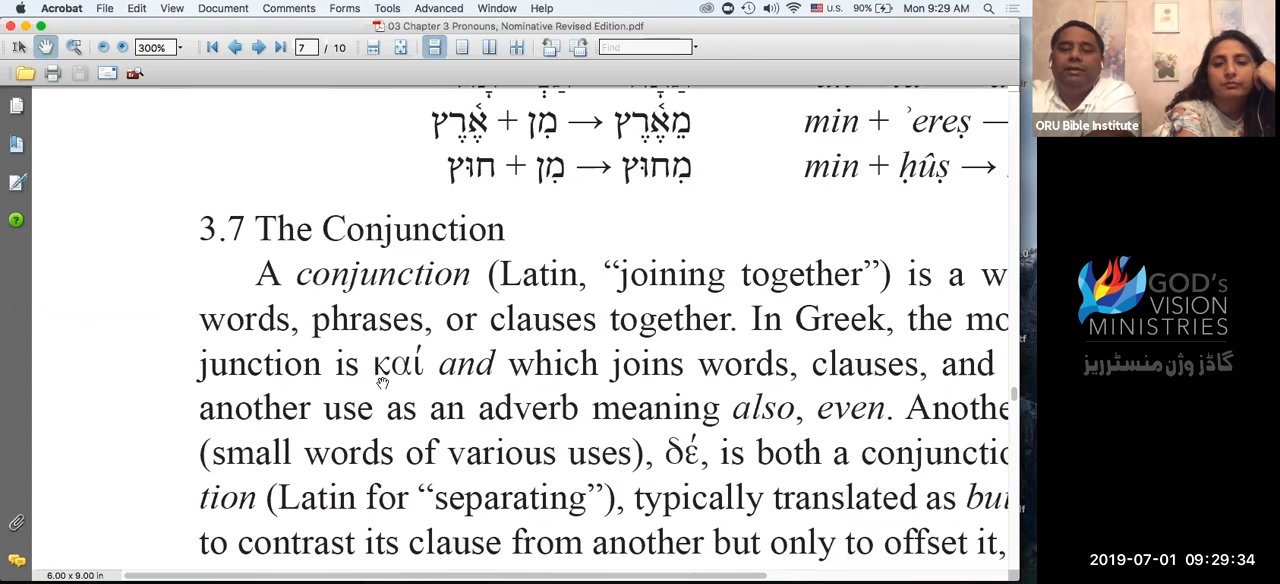 Acrobat File Edit View Document Comments Forms Tools Advanced Window Help U.S. 90% Mon 9:29 AM
03 Chapter 3 Pronouns, Nominative Revised Edition.pdf
300% 7 / 10 Find
מִן + אֶ֫רֶץ → מֵאֶ֫רֶץ min + ʾereṣ →
מִן + חוּץ → מִחוּץ min + ḥûṣ →
3.7 The Conjunction
A conjunction (Latin, “joining together”) is a w
words, phrases, or clauses together. In Greek, the mo
junction is καί and which joins words, clauses, and
another use as an adverb meaning also, even. Anothe
(small words of various uses), δέ, is both a conjunctio
tion (Latin for “separating”), typically translated as but
to contrast its clause from another but only to offset it,
6.00 x 9.00 in
ORU Bible Institute
GOD's
VISION
MINISTRIES
گاڈز وژن منسٹریز
2019-07-01 09:29:34